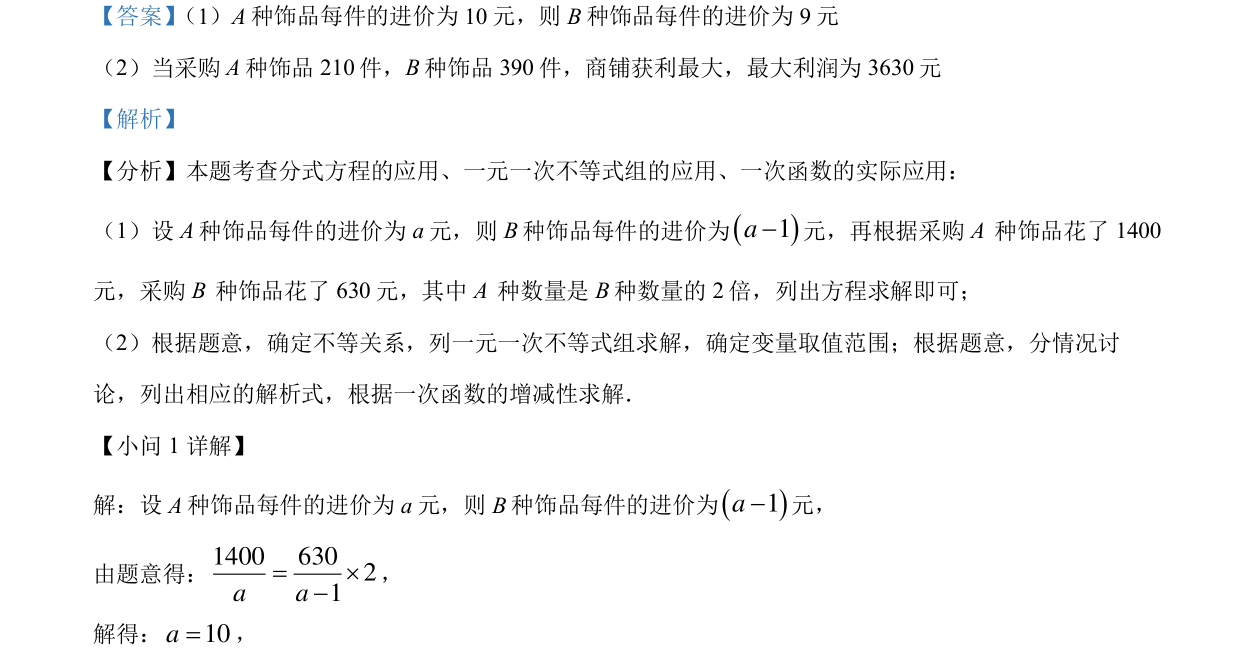 【答案】（1）A 种饰品每件的进价为 10 元，则 B 种饰品每件的进价为 9 元
（2）当采购 A 种饰品 210 件，B 种饰品 390 件，商铺获利最大，最大利润为 3630 元
【解析】
【分析】本题考查分式方程的应用、一元一次不等式组的应用、一次函数的实际应用：
（1）设 A 种饰品每件的进价为 a 元，则 B 种饰品每件的进价为(a−1)元，再根据采购 A 种饰品花了 1400
元，采购 B 种饰品花了 630 元，其中 A 种数量是 B 种数量的 2 倍，列出方程求解即可；
（2）根据题意，确定不等关系，列一元一次不等式组求解，确定变量取值范围；根据题意，分情况讨
论，列出相应的解析式，根据一次函数的增减性求解．
【小问 1 详解】
解：设 A 种饰品每件的进价为 a 元，则 B 种饰品每件的进价为(a−1)元，
由题意得：1400/a = 630/(a−1) ×2，
解得：a=10，